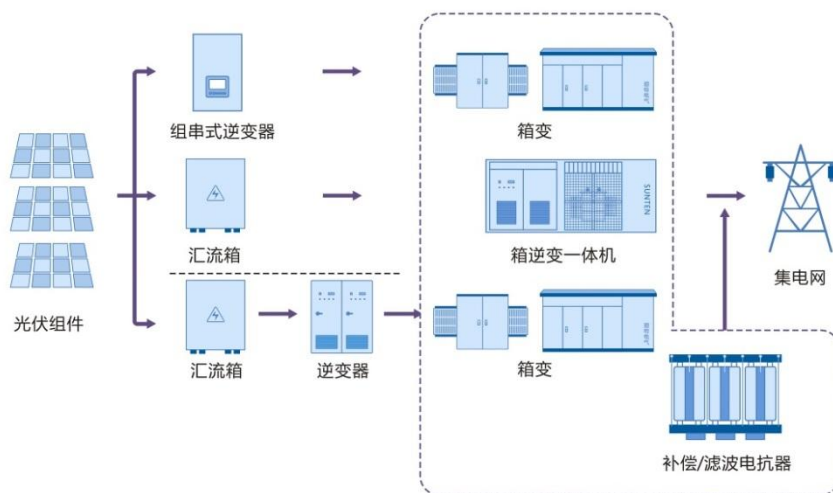 组串式逆变器
箱变
汇流箱
SUNTEN
箱逆变一体机
集电网
光伏组件
汇流箱
逆变器
箱变
补偿/滤波电抗器